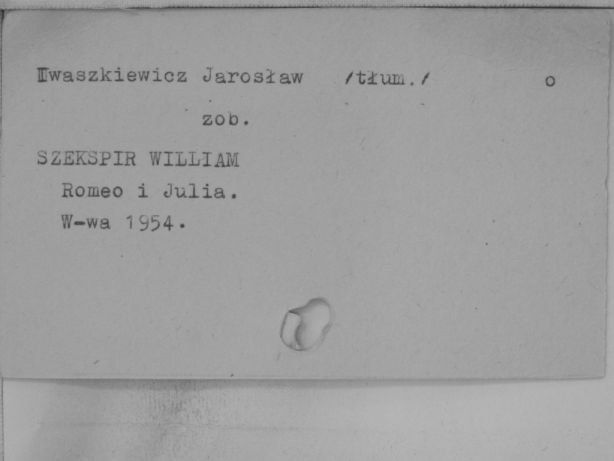 Iwaszkiewicz Jarosław /tłum./ o
zob.
SZEKSPIR WILLIAM
Romeo i Julia.
W-wa 1954.